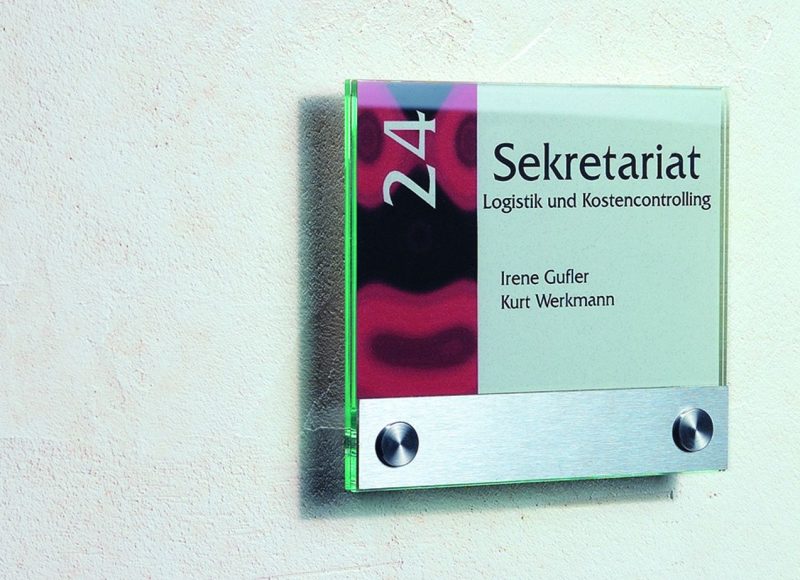 24
Sekretariat
Logistik und Kostencontrolling
Irene Gufler
Kurt Werkmann